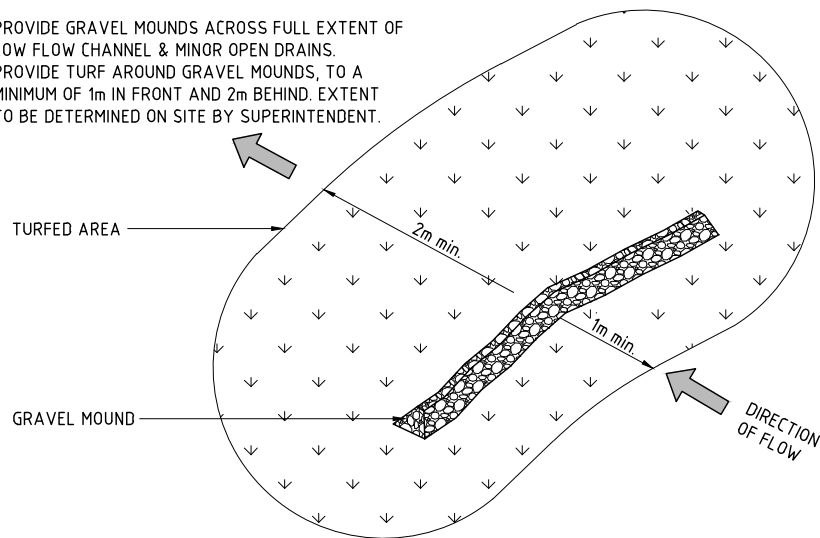 PROVIDE GRAVEL MOUNDS ACROSS FULL EXTENT OF
LOW FLOW CHANNEL & MINOR OPEN DRAINS.
PROVIDE TURF AROUND GRAVEL MOUNDS, TO A
MINIMUM OF 1m IN FRONT AND 2m BEHIND. EXTENT
TO BE DETERMINED ON SITE BY SUPERINTENDENT.
TURFED AREA
2m min.
1m min.
GRAVEL MOUND
DIRECTION
OF FLOW